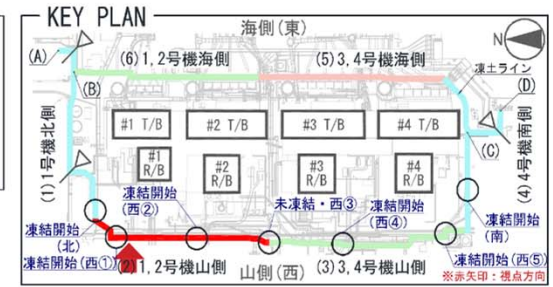 KEY PLAN
海側(東)
N
(A)
(6)1,2号機海側
(5)3,4号機海側
凍土ライン
(B)
(D)
#1 T/B
#2 T/B
#3 T/B
#4 T/B
(C)
(1)1号機北側
(4)4号機南側
#1
R/B
#2
R/B
#3
R/B
#4
R/B
凍結開始
(西②)
未凍結・西③
凍結開始
(西④)
凍結開始
(北)
凍結開始
(南)
凍結開始(西①)
凍結開始(西⑤)
(2)1,2号機山側
山側(西)
(3)3,4号機山側
※赤矢印：視点方向